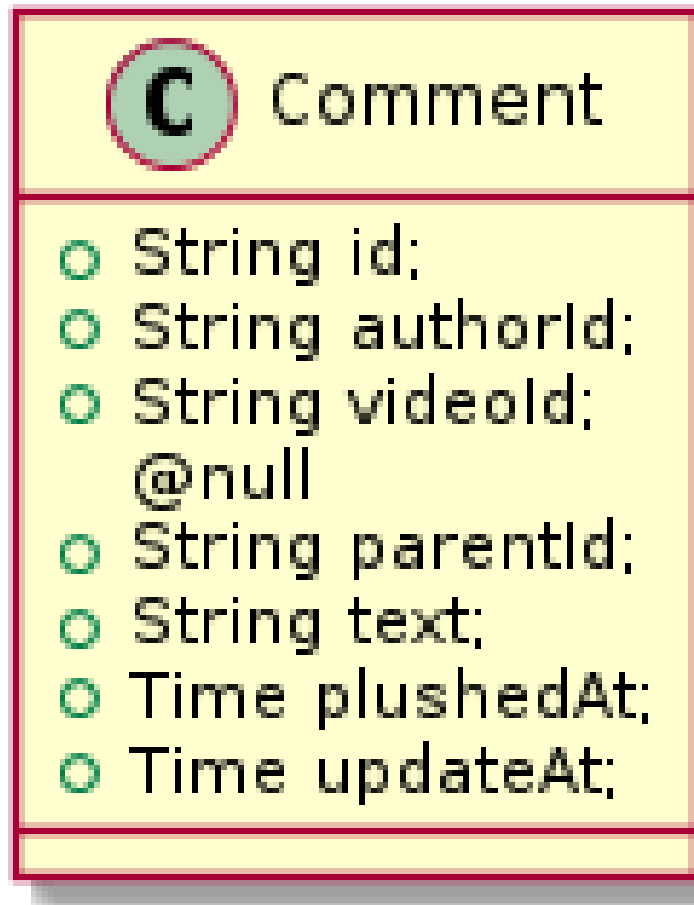 C Comment
String id;
String authorId;
String videoId;
@null
String parentId;
String text;
Time plushedAt;
Time updateAt;